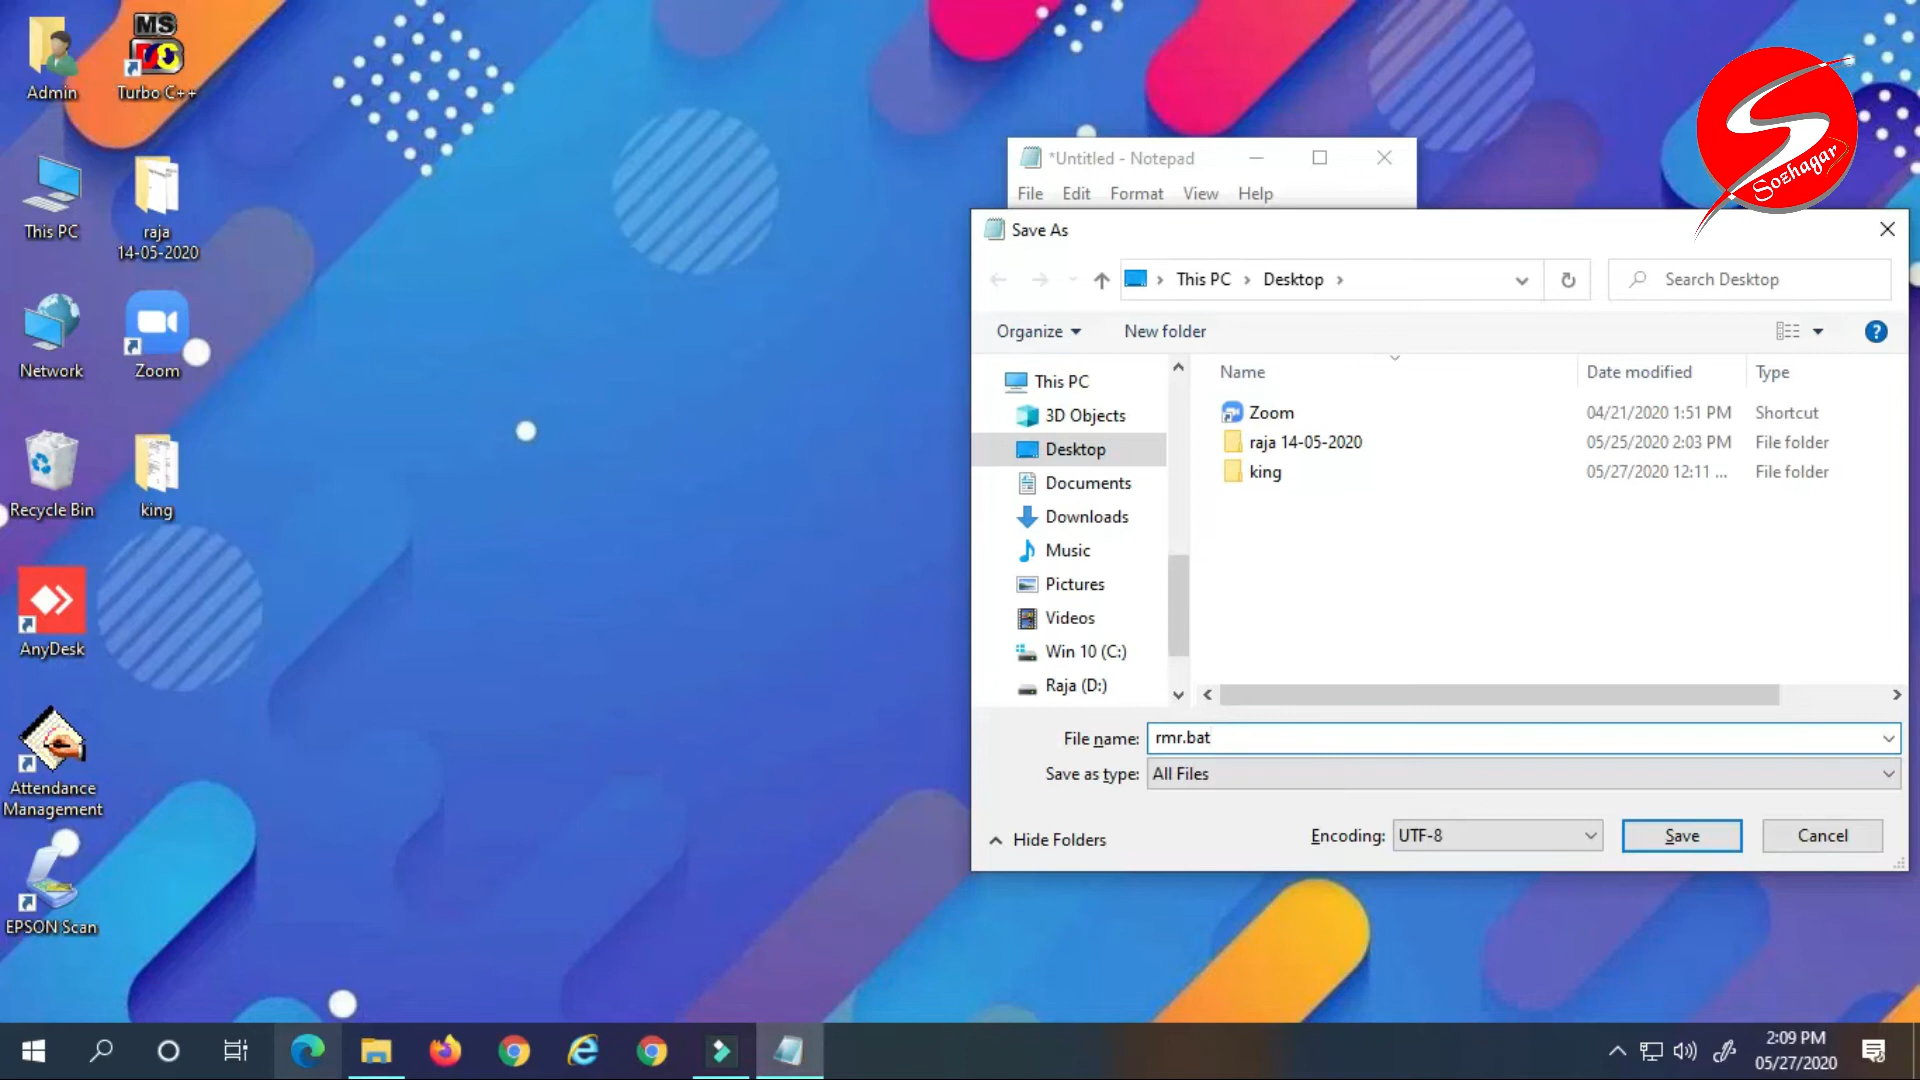 Admin
MS
DOS
Turbo C++
This PC
raja
14-05-2020
Network
Zoom
Recycle Bin
king
AnyDesk
Attendance
Management
EPSON Scan
Sozhagar
*Untitled - Notepad
File Edit Format View Help
Save As
This PC > Desktop >
Search Desktop
Organize
New folder
Name Date modified Type
This PC
3D Objects
Desktop
Documents
Downloads
Music
Pictures
Videos
Win 10 (C:)
Raja (D:)
Zoom 04/21/2020 1:51 PM Shortcut
raja 14-05-2020 05/25/2020 2:03 PM File folder
king 05/27/2020 12:11 ... File folder
File name: rmr.bat
Save as type: All Files
Hide Folders
Encoding: UTF-8
Save
Cancel
2:09 PM
05/27/2020